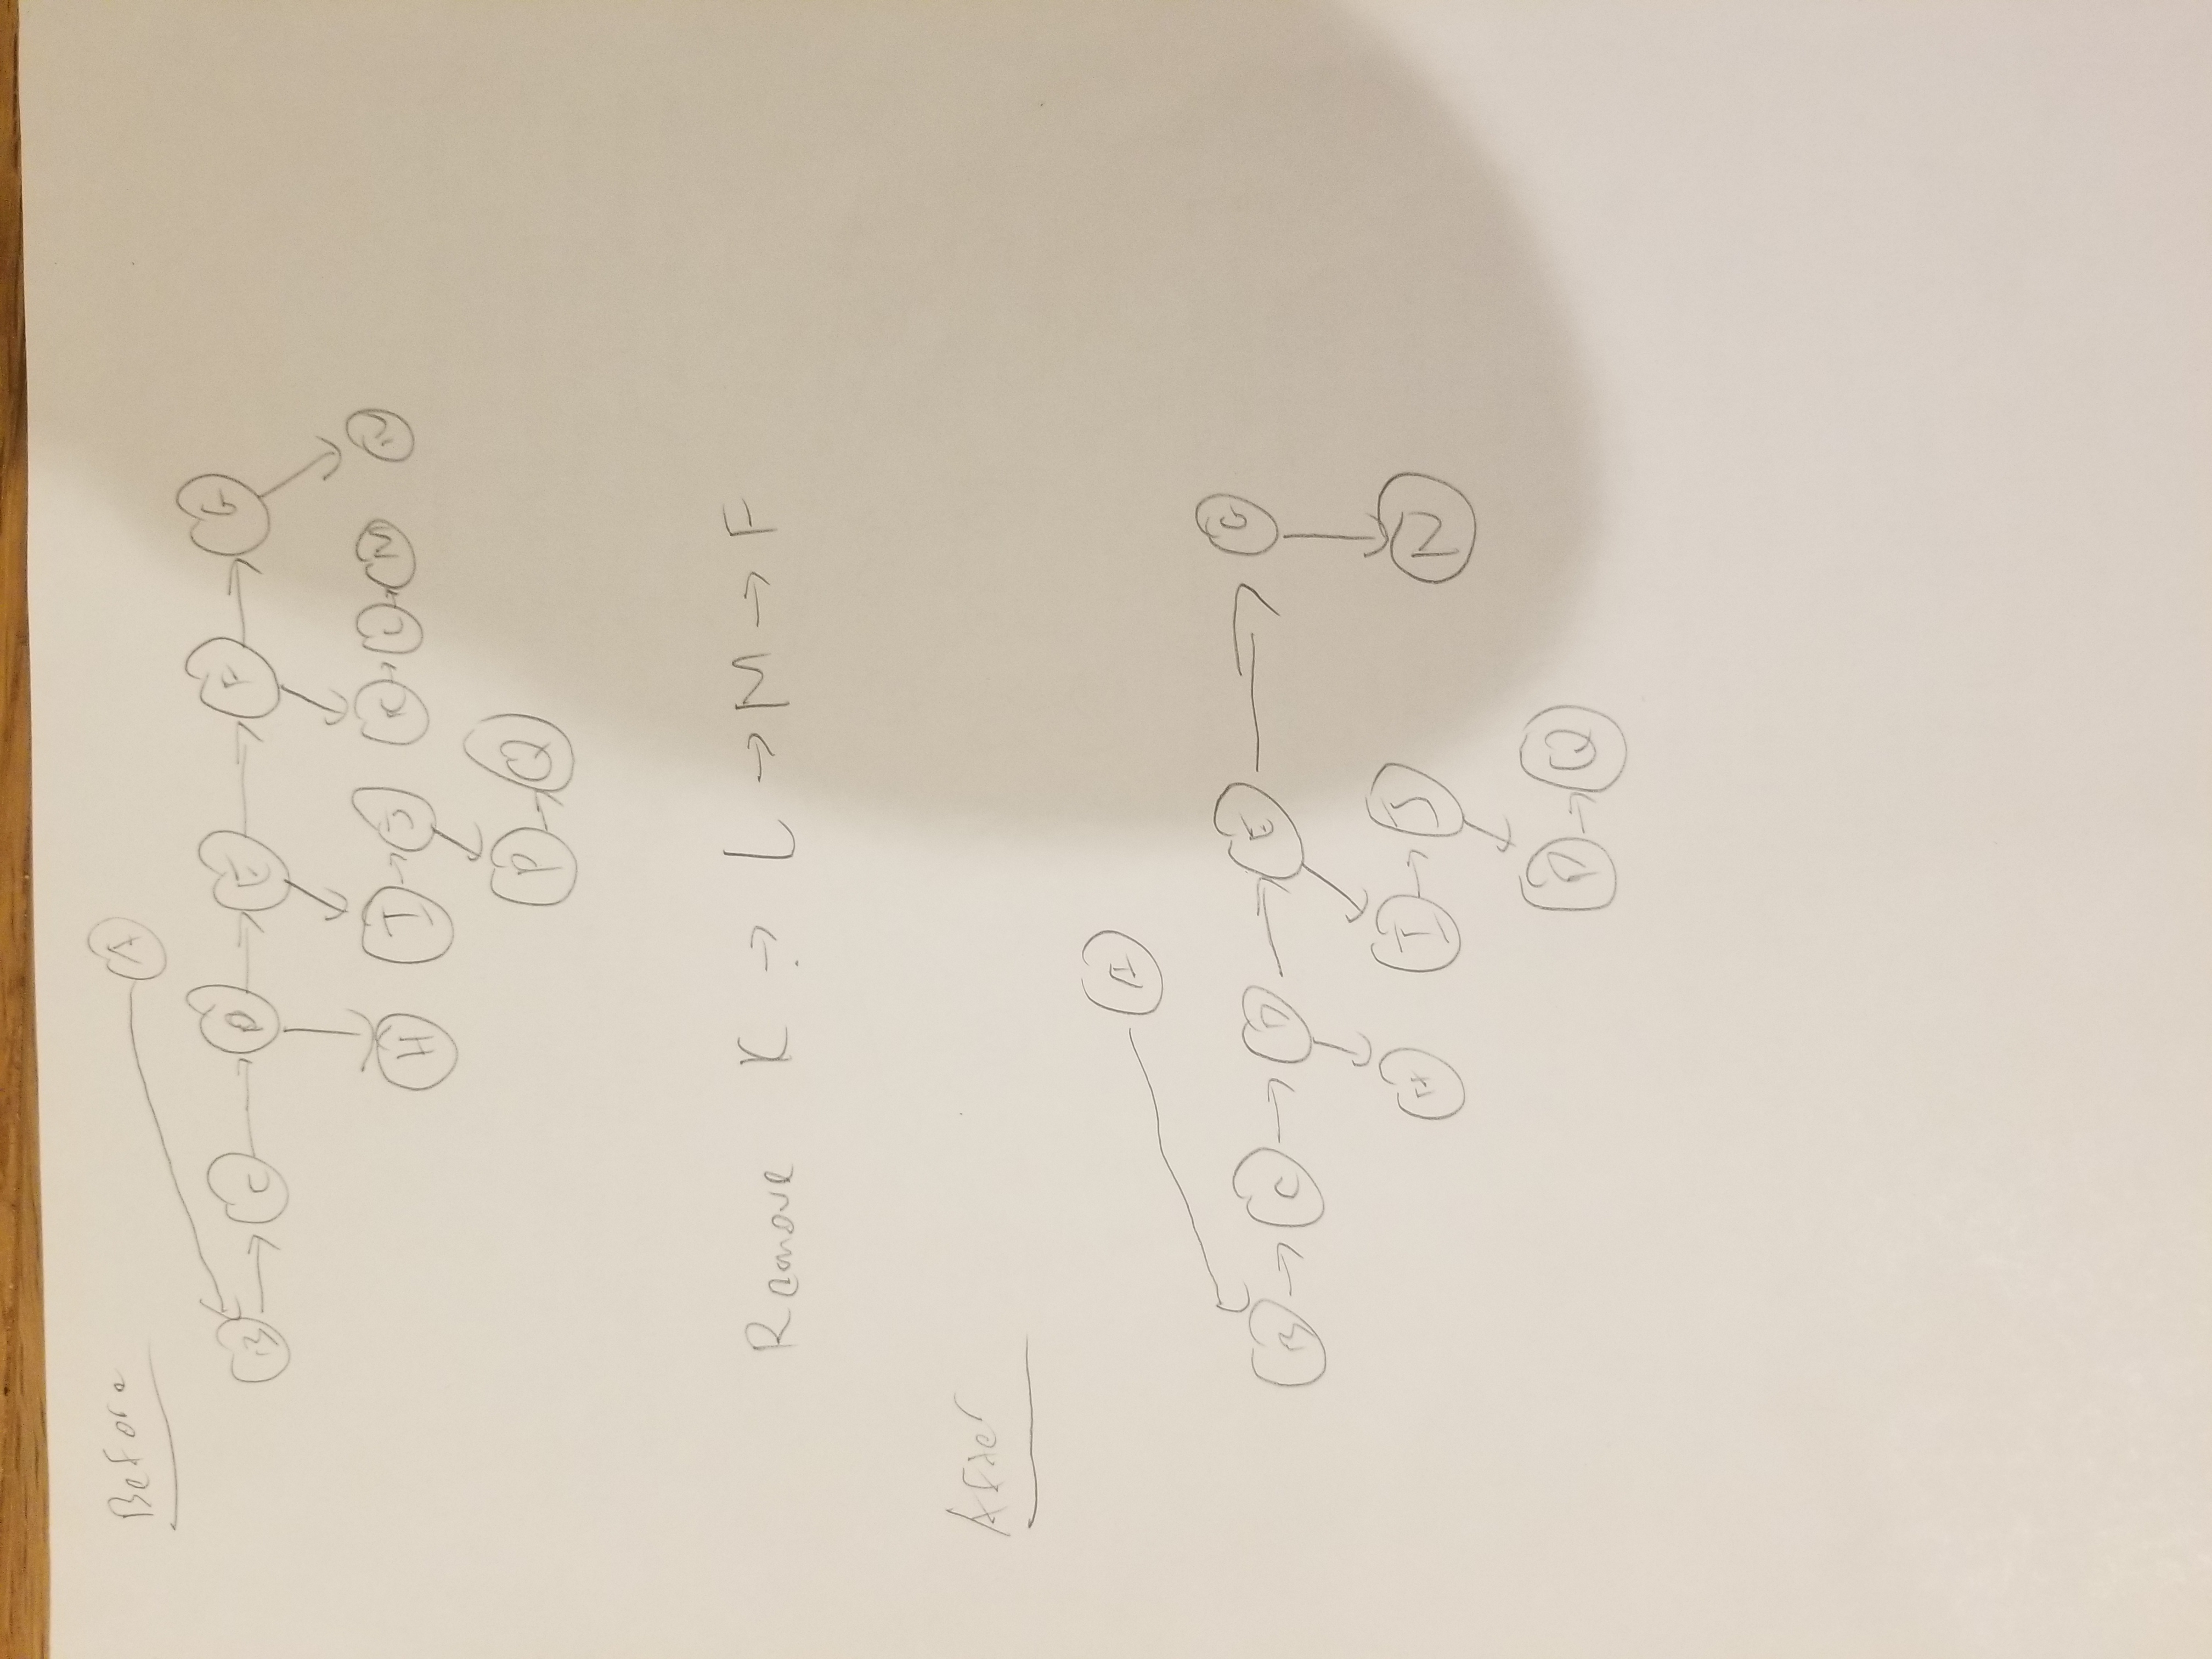 Before
A
B → C → D → E → F → G
H I → J K → L → M N
P → Q
Remove K → L → M → F
After
A
B → C → D → E → G
H I → J N
P → Q